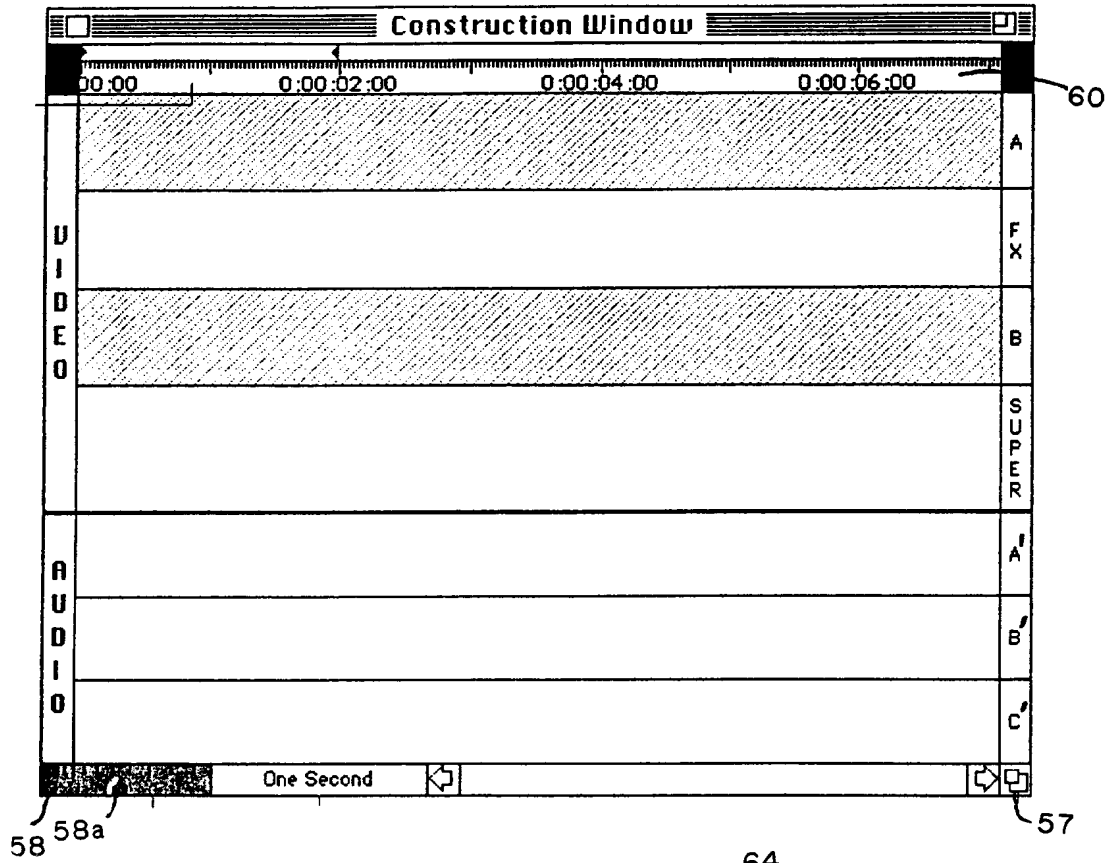 Construction Window
00:00 0:00:02:00 0:00:04:00 0:00:06:00
60
VIDEO
A
FX
B
SUPER
AUDIO
A'
B'
C'
One Second
58
58a
57
64